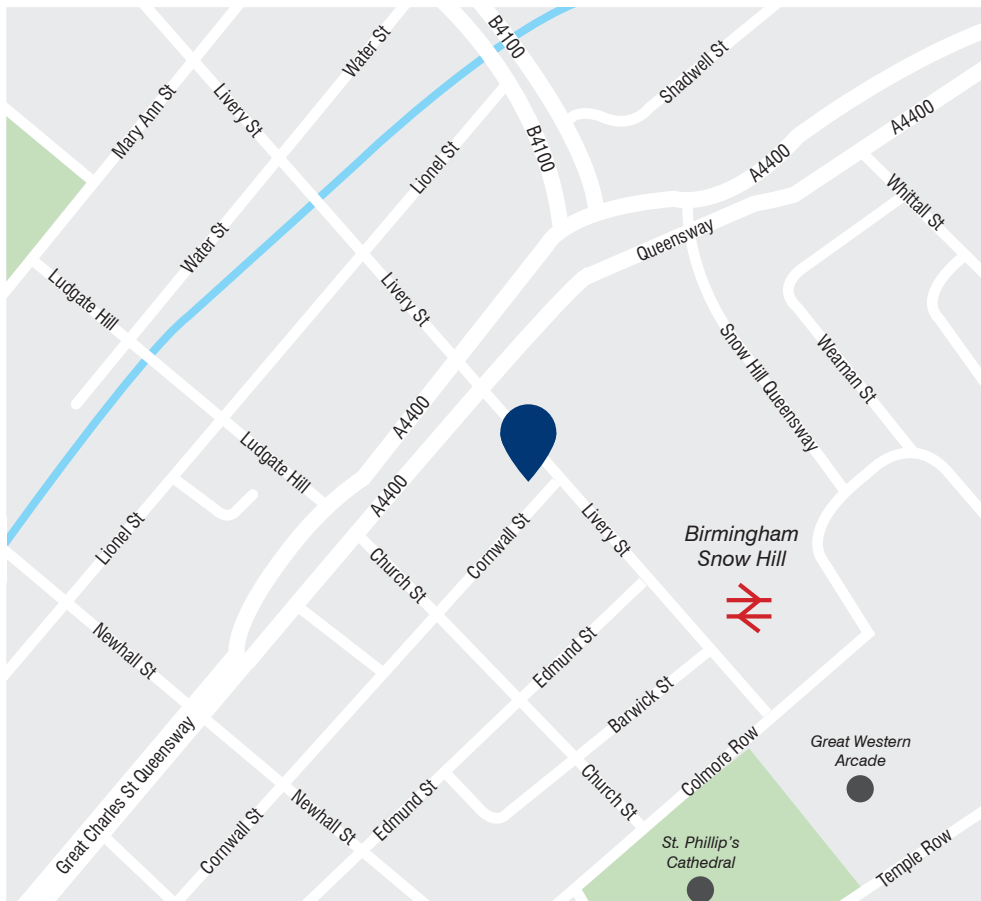 B4100
Water St
Shadwell St
Mary Ann St
Livery St
A4400
B4100
A4400
Lionel St
Whittall St
Water St
Queensway
Ludgate Hill
Livery St
Snow Hill Queensway
Weaman St
A4400
Ludgate Hill
A4400
Livery St
Lionel St
Cornwall St
Birmingham
Snow Hill
Church St
Newhall St
Edmund St
Barwick St
Great Charles St Queensway
Colmore Row
Great Western
Arcade
Church St
Newhall St
Edmund St
Cornwall St
St. Phillip's
Cathedral
Temple Row